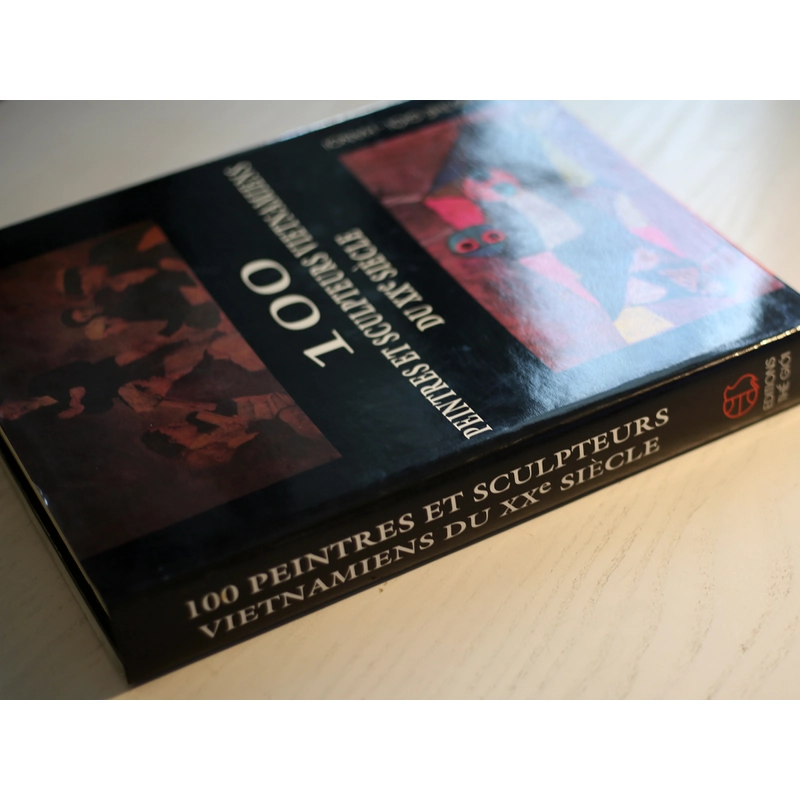 100
PEINTRES ET SCULPTEURS VIETNAMIENS
DU XXe SIÈCLE
100 PEINTRES ET SCULPTEURS
VIETNAMIENS DU XXe SIÈCLE
EDITIONS
THẾ GIỚI